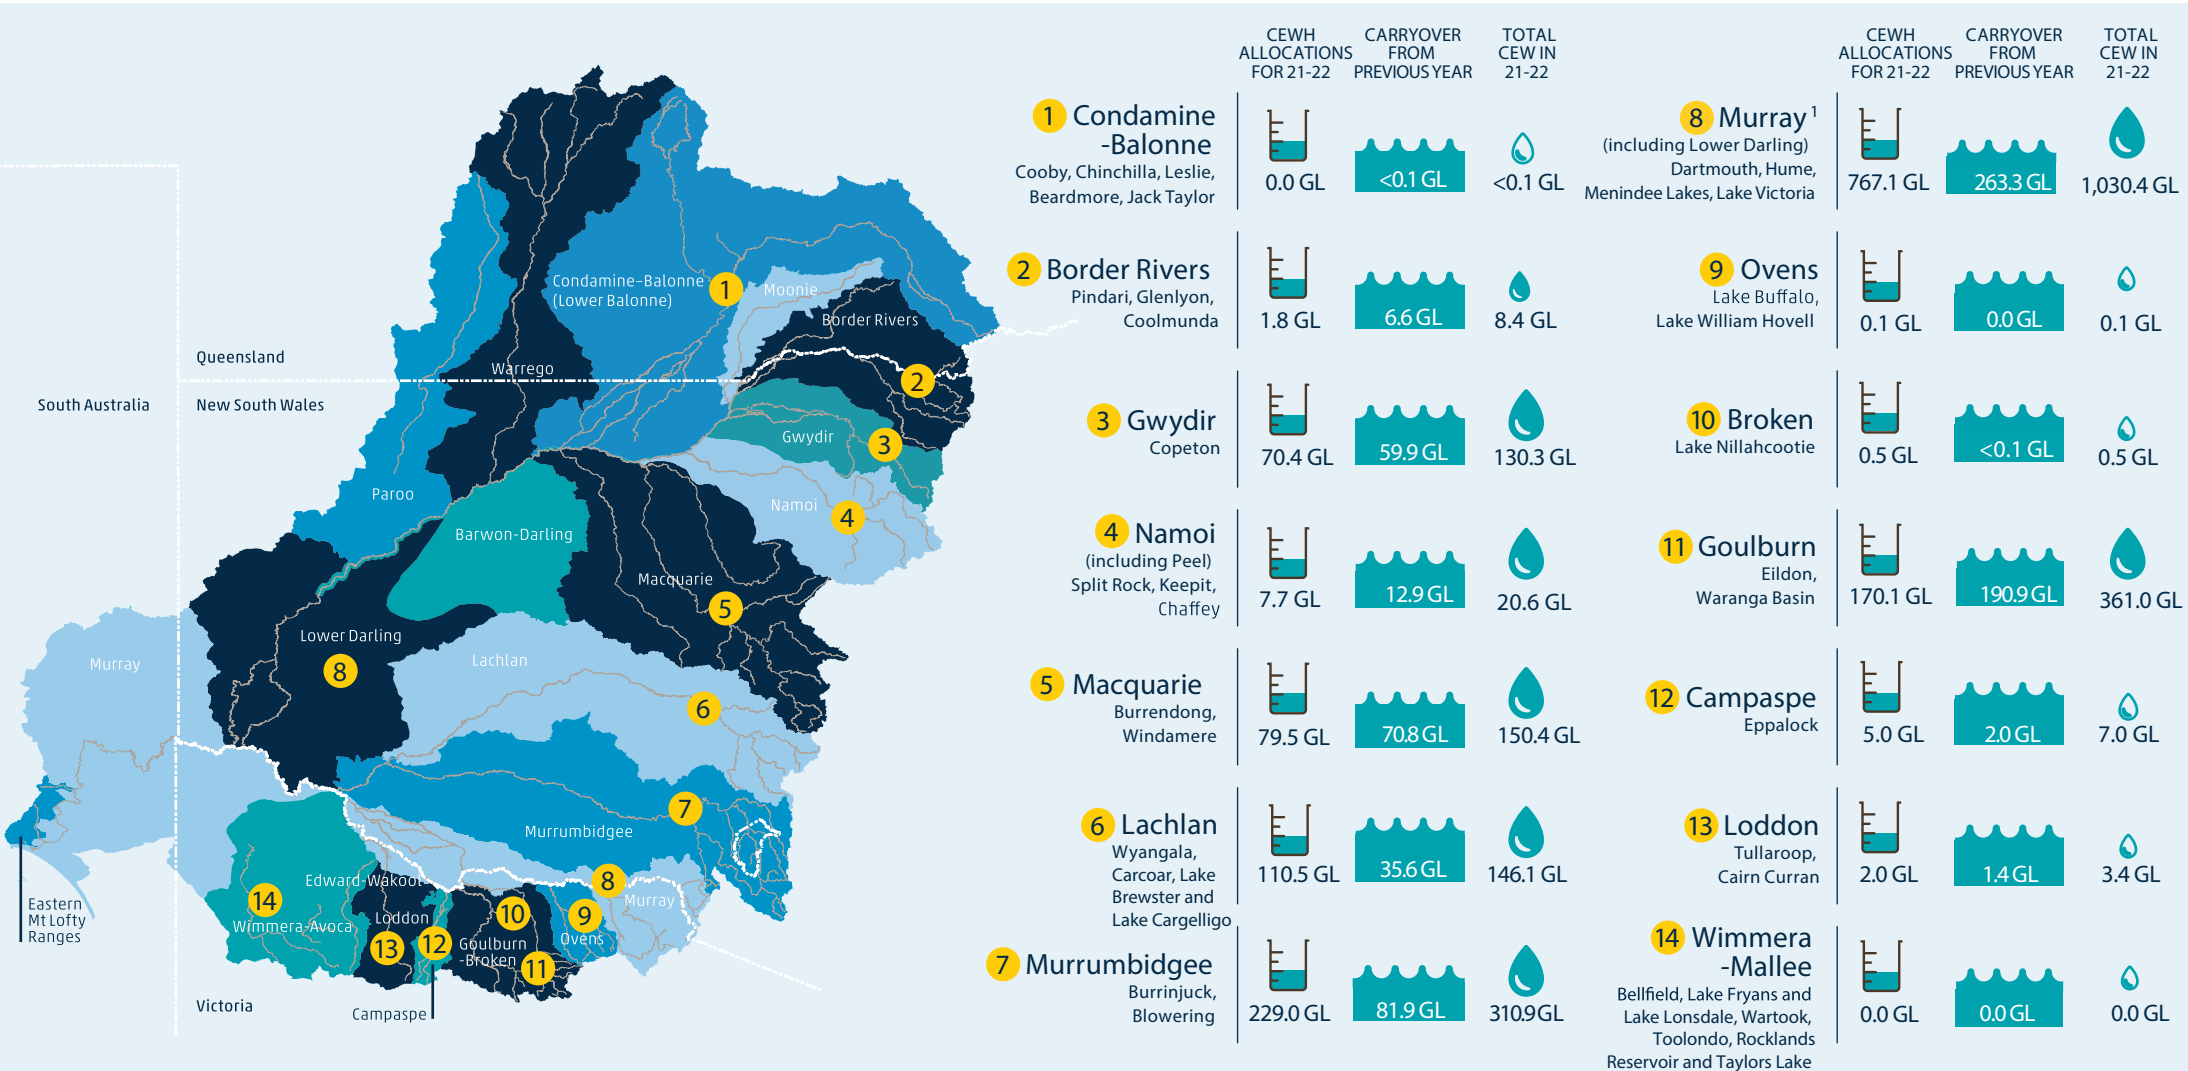 Queensland
South Australia
New South Wales
Victoria
Condamine–Balonne
(Lower Balonne)
1
Moonie
Border Rivers
2
Warrego
Gwydir
3
Paroo
Namoi
4
Barwon-Darling
Macquarie
5
Lower Darling
8
Murray
Lachlan
6
7
Murrumbidgee
8
Murray
Edward-Wakool
14
Wimmera-Avoca
Loddon
13
12
10
Goulburn
-Broken
11
9
Ovens
Eastern
Mt Lofty
Ranges
Campaspe
CEWH
ALLOCATIONS
FOR 21-22
CARRYOVER
FROM
PREVIOUS YEAR
TOTAL
CEW IN
21-22
1 Condamine
-Balonne
Cooby, Chinchilla, Leslie,
Beardmore, Jack Taylor
0.0 GL
<0.1 GL
<0.1 GL
2 Border Rivers
Pindari, Glenlyon,
Coolmunda
1.8 GL
6.6 GL
8.4 GL
3 Gwydir
Copeton
70.4 GL
59.9 GL
130.3 GL
4 Namoi
(including Peel)
Split Rock, Keepit,
Chaffey
7.7 GL
12.9 GL
20.6 GL
5 Macquarie
Burrendong,
Windamere
79.5 GL
70.8 GL
150.4 GL
6 Lachlan
Wyangala,
Carcoar, Lake
Brewster and
Lake Cargelligo
110.5 GL
35.6 GL
146.1 GL
7 Murrumbidgee
Burrinjuck,
Blowering
229.0 GL
81.9 GL
310.9GL
CEWH
ALLOCATIONS
FOR 21-22
CARRYOVER
FROM
PREVIOUS YEAR
TOTAL
CEW IN
21-22
8 Murray 1
(including Lower Darling)
Dartmouth, Hume,
Menindee Lakes, Lake Victoria
767.1 GL
263.3 GL
1,030.4 GL
9 Ovens
Lake Buffalo,
Lake William Hovell
0.1 GL
0.0 GL
0.1 GL
10 Broken
Lake Nillahcootie
0.5 GL
<0.1 GL
0.5 GL
11 Goulburn
Eildon,
Waranga Basin
170.1 GL
190.9 GL
361.0 GL
12 Campaspe
Eppalock
5.0 GL
2.0 GL
7.0 GL
13 Loddon
Tullaroop,
Cairn Curran
2.0 GL
1.4 GL
3.4 GL
14 Wimmera
-Mallee
Bellfield, Lake Fryans and
Lake Lonsdale, Wartook,
Toolondo, Rocklands
Reservoir and Taylors Lake
0.0 GL
0.0 GL
0.0 GL